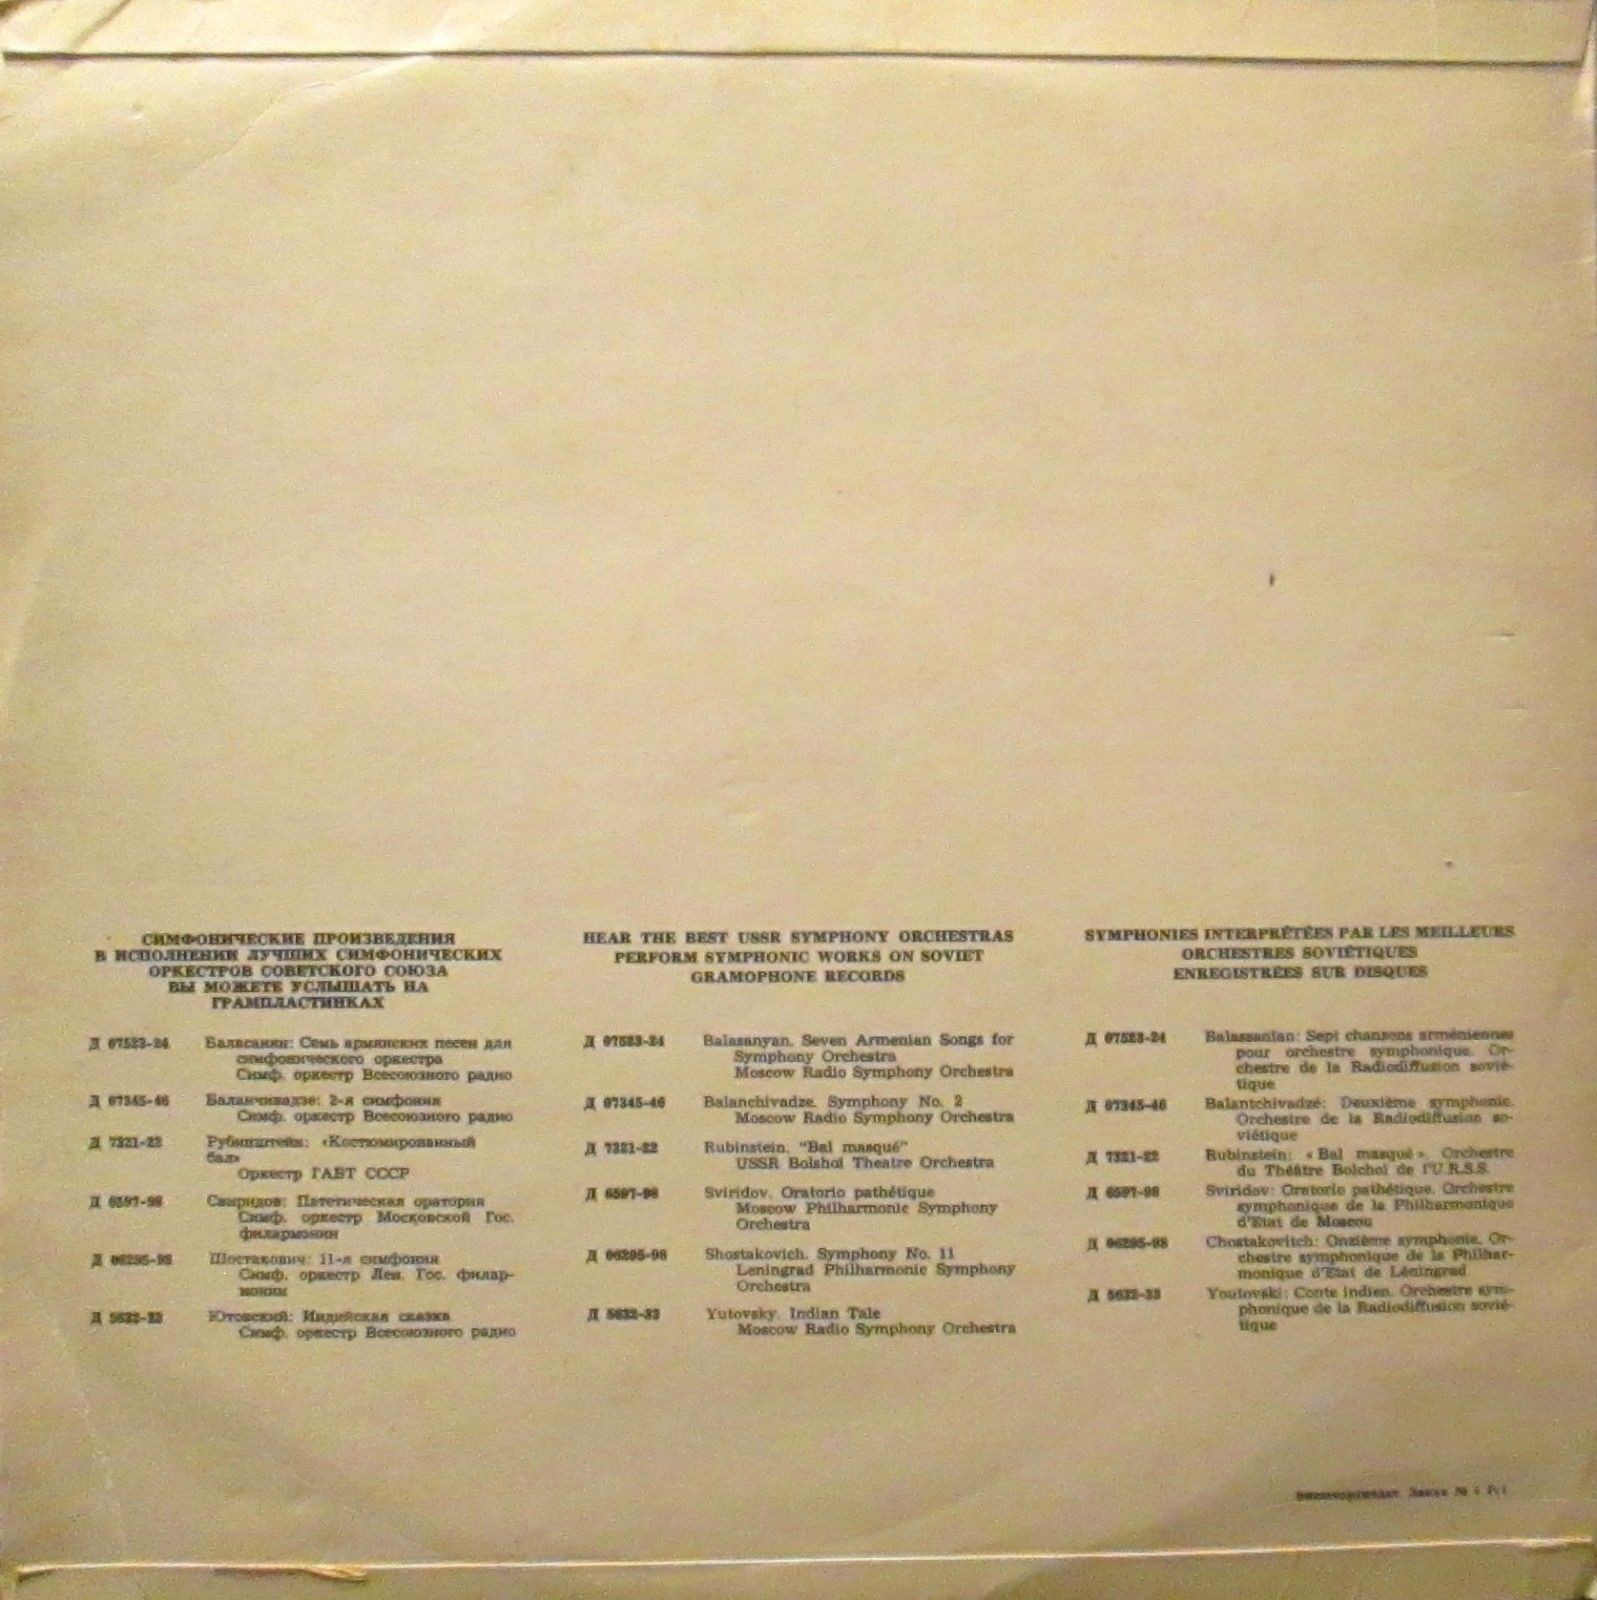 СИМФОНИЧЕСКИЕ ПРОИЗВЕДЕНИЯ
В ИСПОЛНЕНИИ ЛУЧШИХ СИМФОНИЧЕСКИХ
ОРКЕСТРОВ СОВЕТСКОГО СОЮЗА
ВЫ МОЖЕТЕ УСЛЫШАТЬ НА
ГРАМПЛАСТИНКАХ
Д 07523-24 Баласанян: Семь армянских песен для
симфонического оркестра
Симф. оркестр Всесоюзного радио
Д 07345-46 Баланчивадзе: 2-я симфония
Симф. оркестр Всесоюзного радио
Д 7321-22 Рубинштейн: «Костюмированный
бал»
Оркестр ГАБТ СССР
Д 6597-98 Свиридов: Патетическая оратория
Симф. оркестр Московской Гос.
филармонии
Д 06295-98 Шостакович: 11-я симфония
Симф. оркестр Лен. Гос. филар-
монии
Д 5632-33 Ютовский: Индийская сказка
Симф. оркестр Всесоюзного радио
HEAR THE BEST USSR SYMPHONY ORCHESTRAS
PERFORM SYMPHONIC WORKS ON SOVIET
GRAMOPHONE RECORDS
Д 07523-24 Balasanyan. Seven Armenian Songs for
Symphony Orchestra
Moscow Radio Symphony Orchestra
Д 07345-46 Balanchivadze. Symphony No. 2
Moscow Radio Symphony Orchestra
Д 7321-22 Rubinstein. "Bal masqué"
USSR Bolshoi Theatre Orchestra
Д 6597-98 Sviridov. Oratorio pathétique
Moscow Philharmonic Symphony
Orchestra
Д 06295-98 Shostakovich. Symphony No. 11
Leningrad Philharmonic Symphony
Orchestra
Д 5632-33 Yutovsky. Indian Tale
Moscow Radio Symphony Orchestra
SYMPHONIES INTERPRÉTÉES PAR LES MEILLEURS
ORCHESTRES SOVIÉTIQUES
ENREGISTRÉES SUR DISQUES
Д 07523-24 Balassanian: Sept chansons arméniennes
pour orchestre symphonique. Or-
chestre de la Radiodiffusion sovié-
tique
Д 07345-46 Balantchivadzé: Deuxième symphonie.
Orchestre de la Radiodiffusion so-
viétique
Д 7321-22 Rubinstein: «Bal masqué». Orchestre
du Théâtre Bolchoï de l'U.R.S.S.
Д 6597-98 Sviridov: Oratorio pathétique. Orchestre
symphonique de la Philharmonique
d'Etat de Moscou
Д 06295-98 Chostakovitch: Onzième symphonie. Or-
chestre symphonique de la Philhar-
monique d'Etat de Léningrad
Д 5632-33 Youtovski: Conte indien. Orchestre sym-
phonique de la Radiodiffusion sovié-
tique
Внешторгиздат. Заказ №